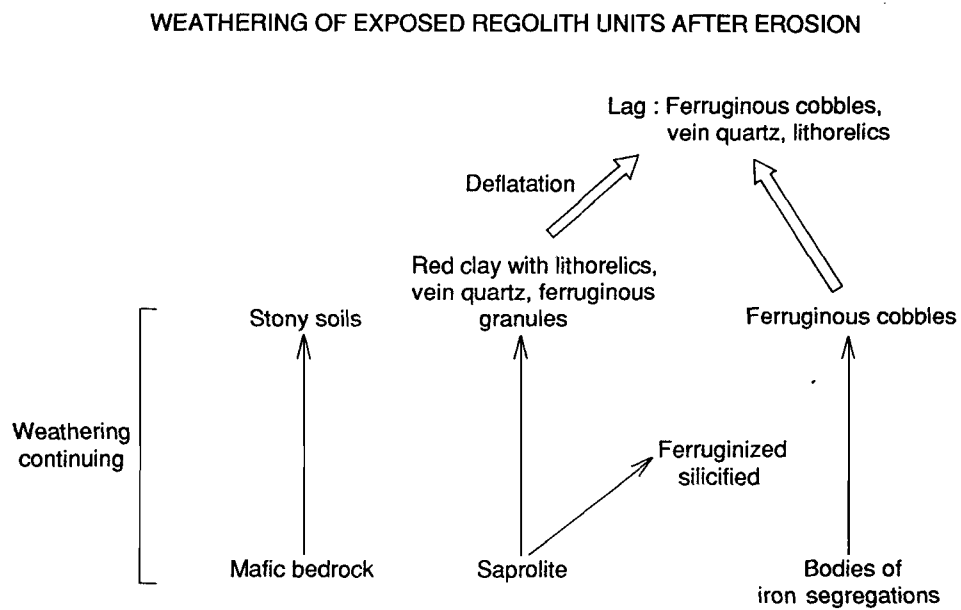 WEATHERING OF EXPOSED REGOLITH UNITS AFTER EROSION
Lag : Ferruginous cobbles,
vein quartz, lithorelics
Deflatation
Red clay with lithorelics,
vein quartz, ferruginous
granules
Stony soils
Ferruginous cobbles
Weathering
continuing
Ferruginized
silicified
Mafic bedrock
Saprolite
Bodies of
iron segregations